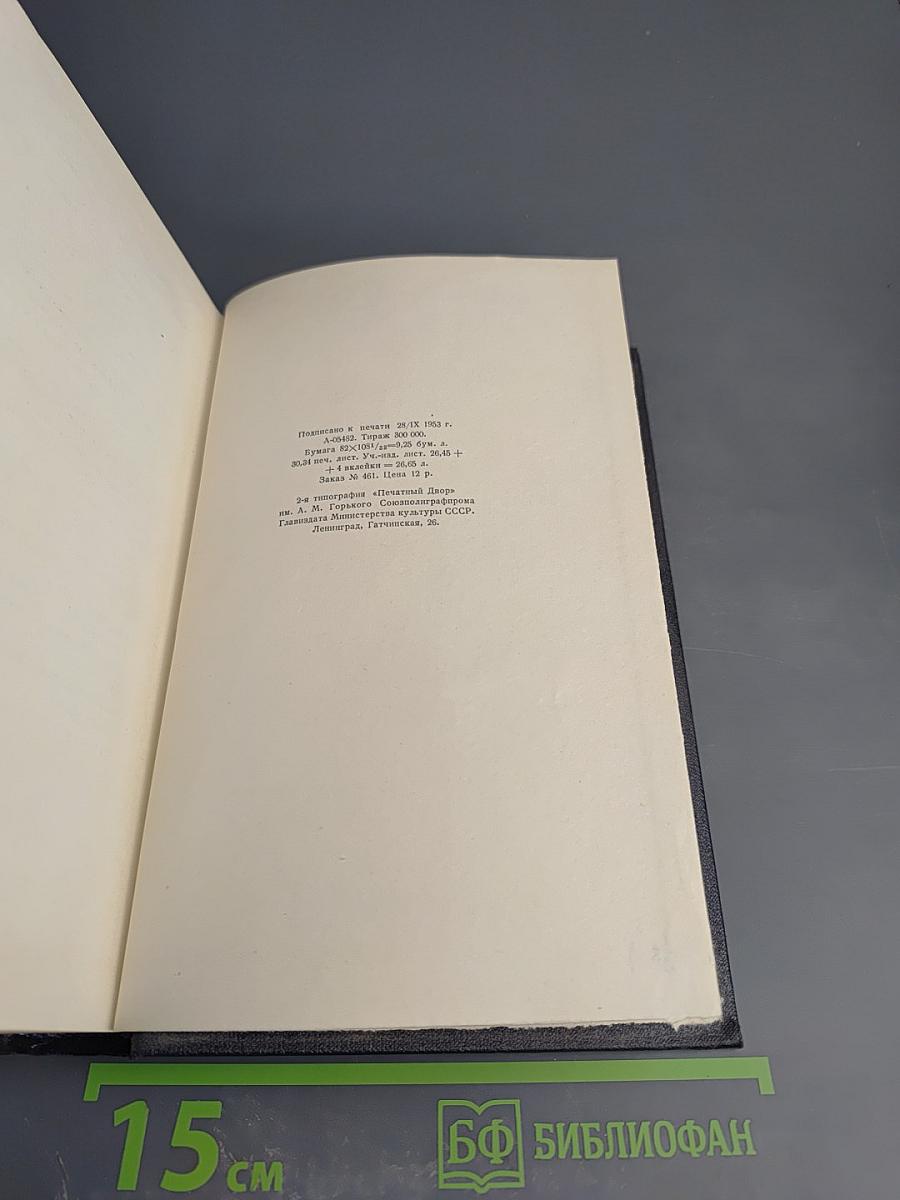 Подписано к печати 28/IX 1953 г.
А-05482. Тираж 300 000.
Бумага 82×108¹/₃₂=9,25 бум. л.
30,34 печ. лист. Уч.-изд. лист. 26,45 +
+ 4 вклейки = 26,65 л.
Заказ № 461. Цена 12 р.
2-я типография «Печатный Двор»
им. А. М. Горького Союзполиграфпрома
Главиздата Министерства культуры СССР.
Ленинград, Гатчинская, 26.
15 см
БФ БИБЛИОФАН